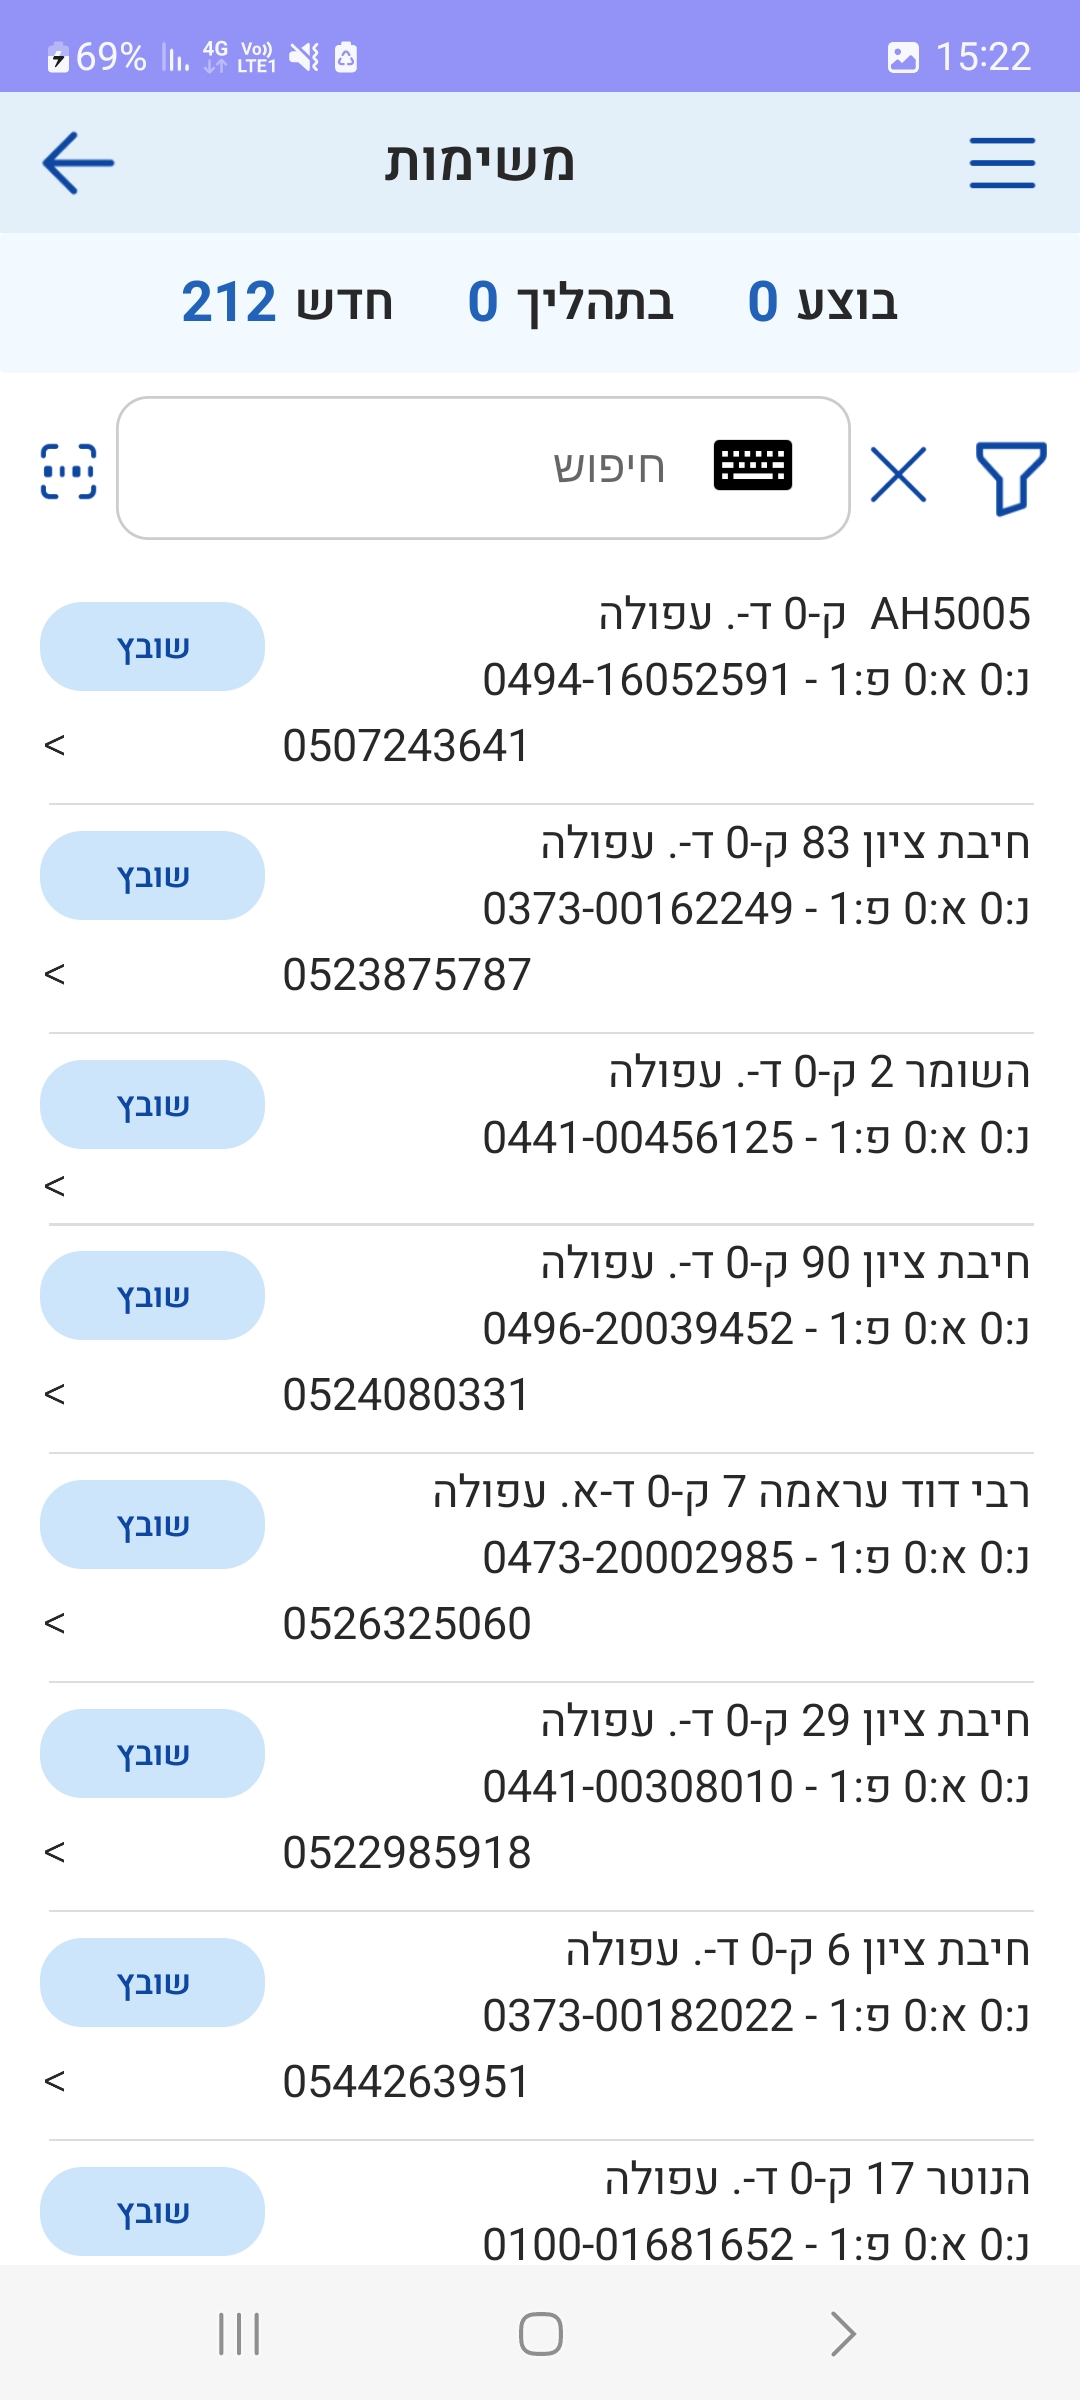 69% 4G Vo)) LTE1 15:22
משימות
בוצע 0 בתהליך 0 חדש 212
חיפוש
AH5005 ק-0 ד-. עפולה
נ:0 א:0 פ:1 - 0494-16052591
שובץ
0507243641
<
חיבת ציון 83 ק-0 ד-. עפולה
נ:0 א:0 פ:1 - 0373-00162249
שובץ
0523875787
<
השומר 2 ק-0 ד-. עפולה
נ:0 א:0 פ:1 - 0441-00456125
שובץ
<
חיבת ציון 90 ק-0 ד-. עפולה
נ:0 א:0 פ:1 - 0496-20039452
שובץ
0524080331
<
רבי דוד עראמה 7 ק-0 ד-א. עפולה
נ:0 א:0 פ:1 - 0473-20002985
שובץ
0526325060
<
חיבת ציון 29 ק-0 ד-. עפולה
נ:0 א:0 פ:1 - 0441-00308010
שובץ
0522985918
<
חיבת ציון 6 ק-0 ד-. עפולה
נ:0 א:0 פ:1 - 0373-00182022
שובץ
0544263951
<
הנוטר 17 ק-0 ד-. עפולה
נ:0 א:0 פ:1 - 0100-01681652
שובץ